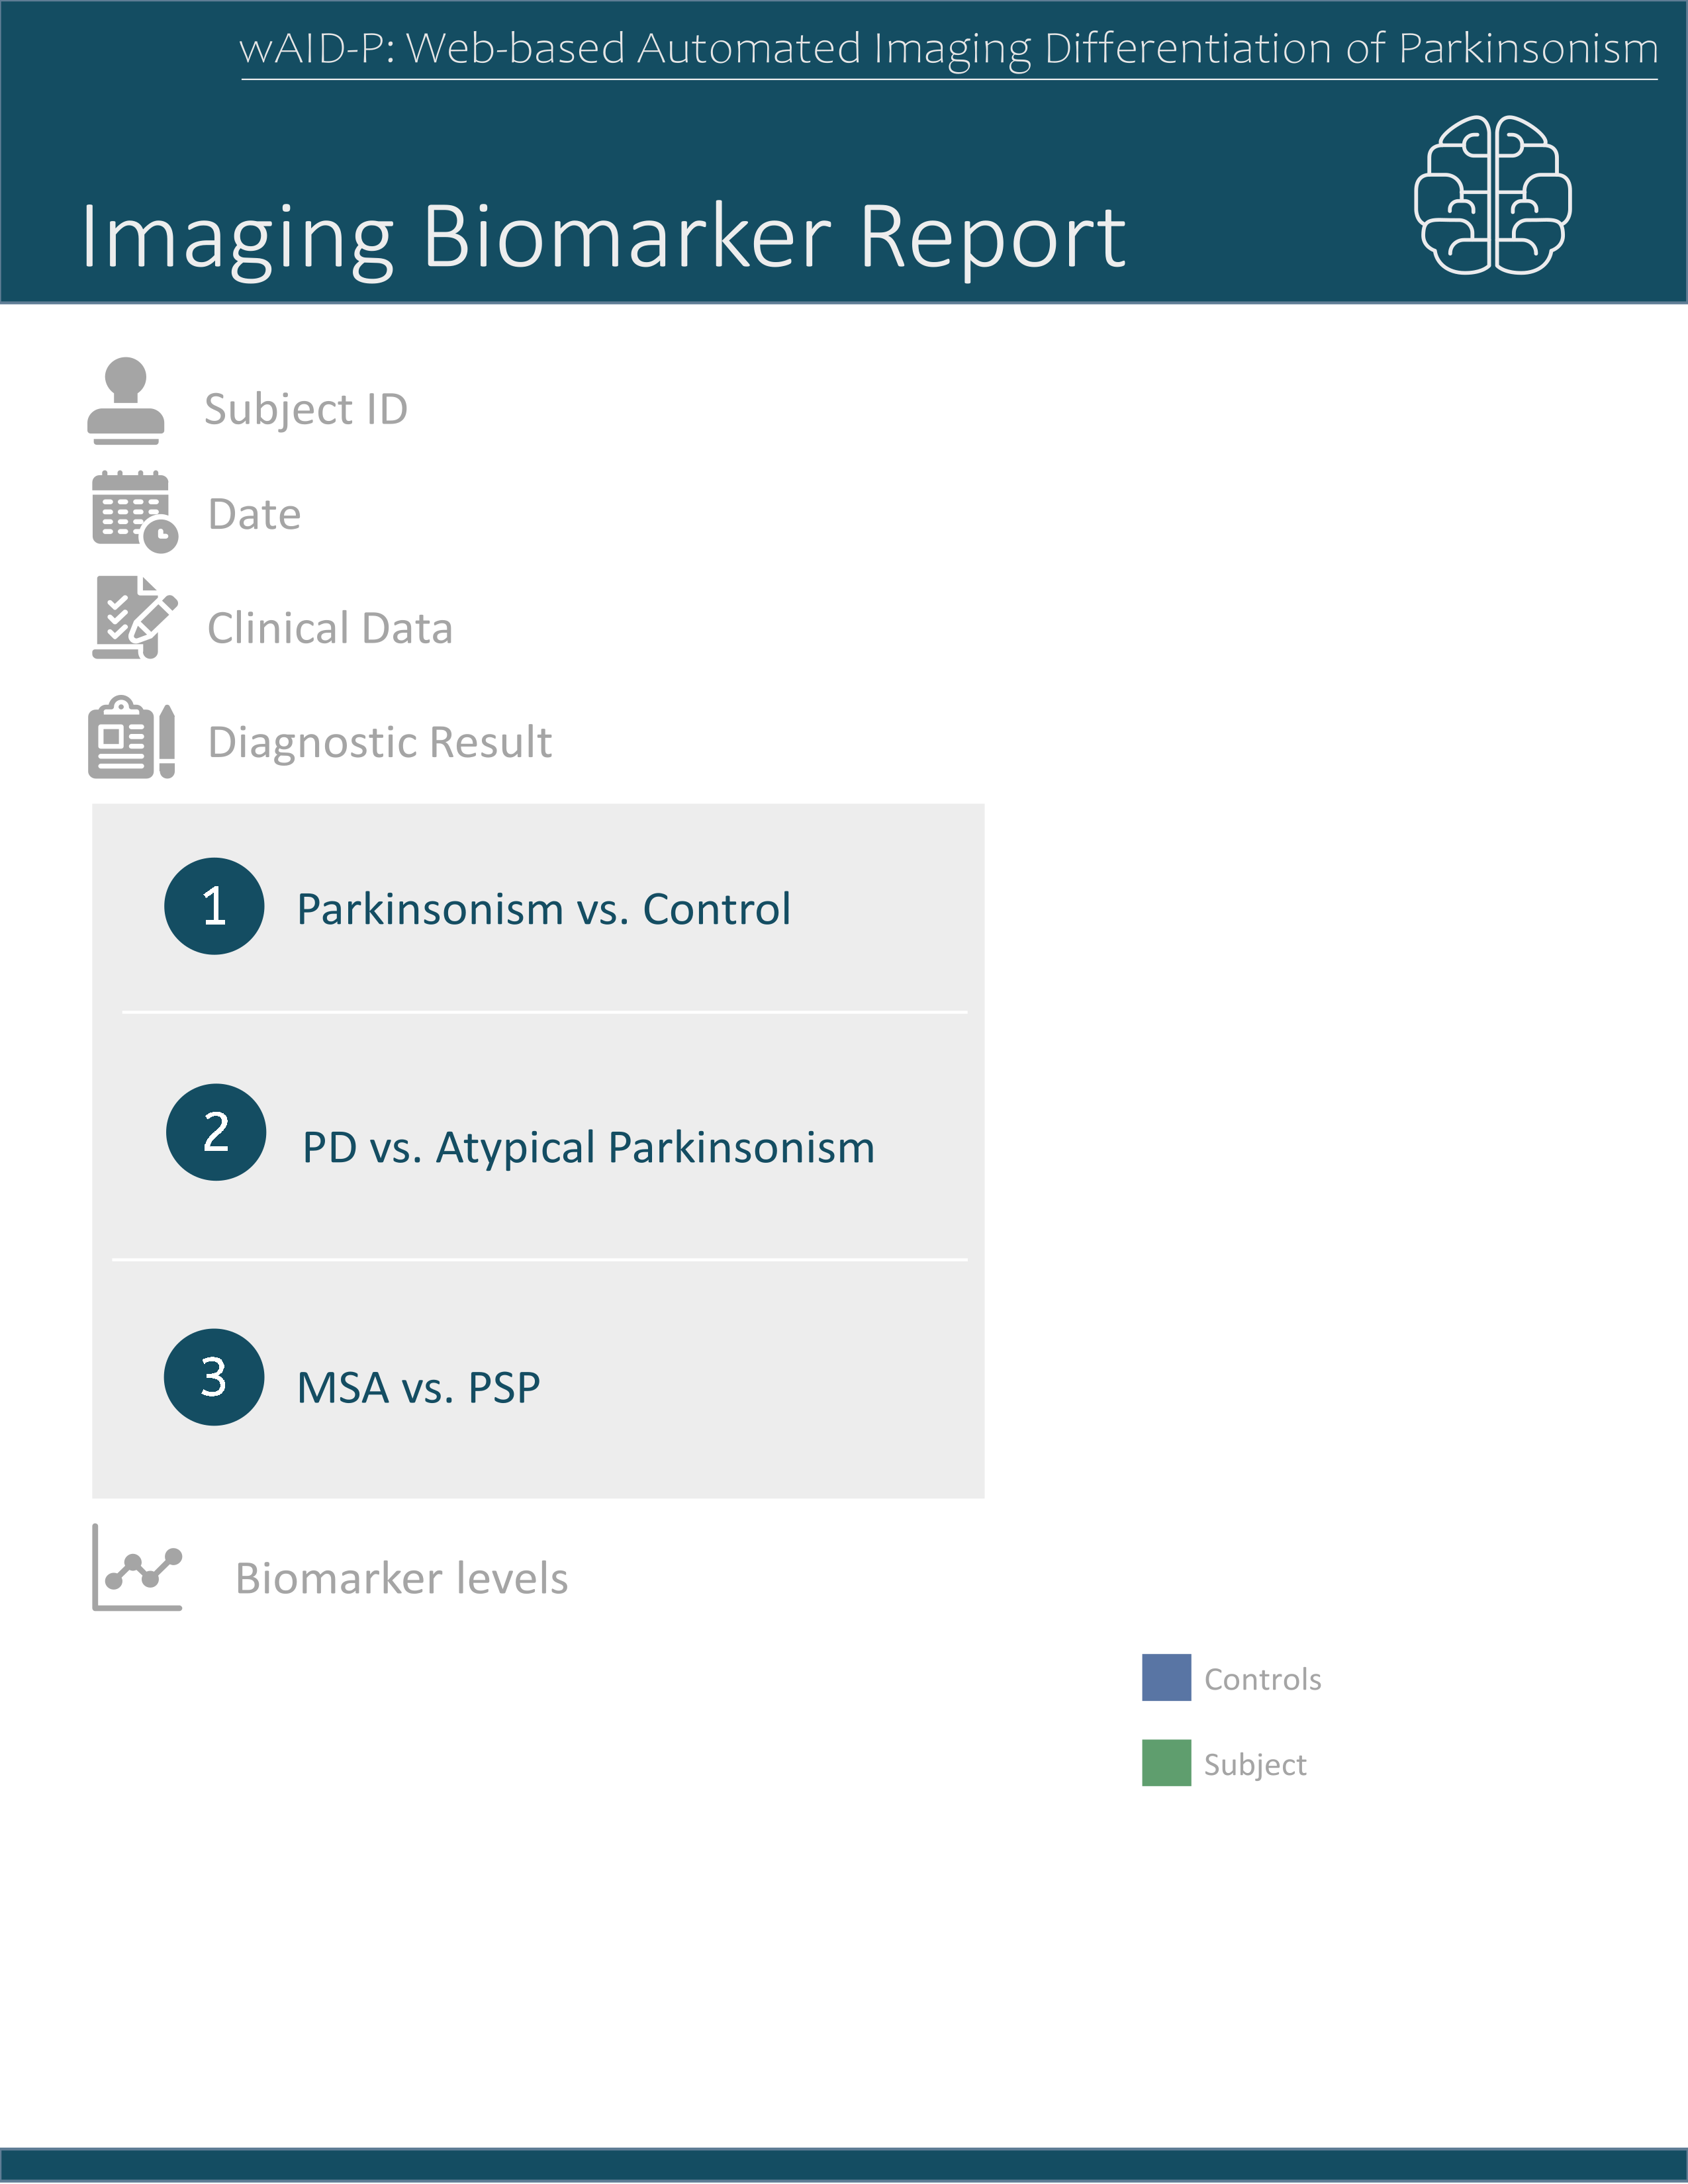 wAID-P: Web-based Automated Imaging Differentiation of Parkinsonism
Imaging Biomarker Report
Subject ID
Date
Clinical Data
Diagnostic Result
1 Parkinsonism vs. Control
2 PD vs. Atypical Parkinsonism
3 MSA vs. PSP
Biomarker levels
Controls
Subject